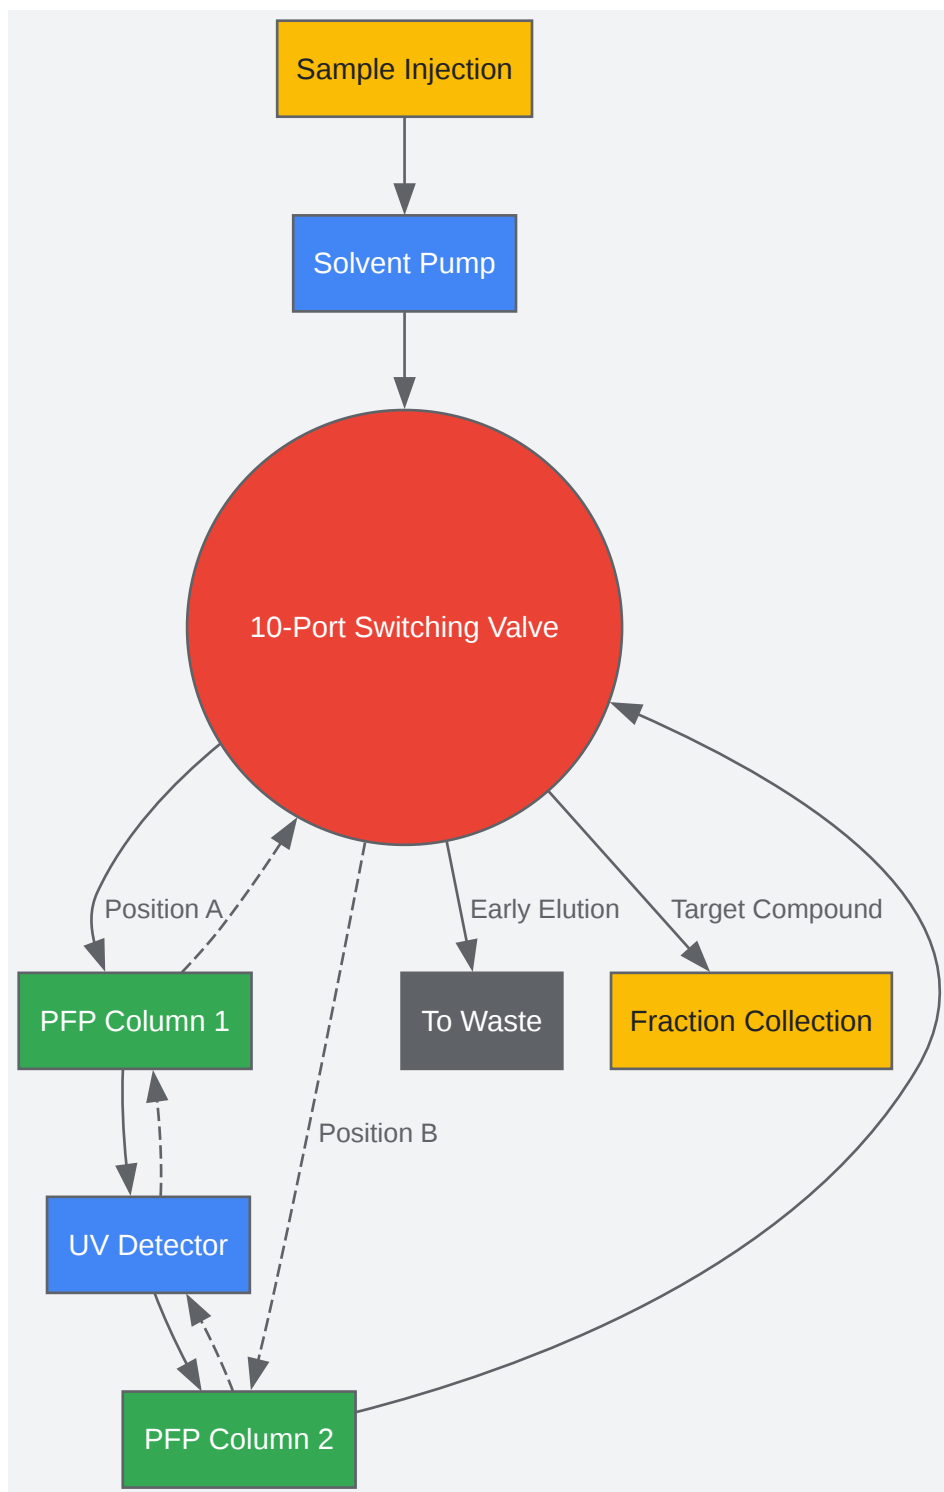 Sample Injection
Solvent Pump
10-Port Switching Valve
Position A
Early Elution
Target Compound
PFP Column 1
To Waste
Fraction Collection
Position B
UV Detector
PFP Column 2